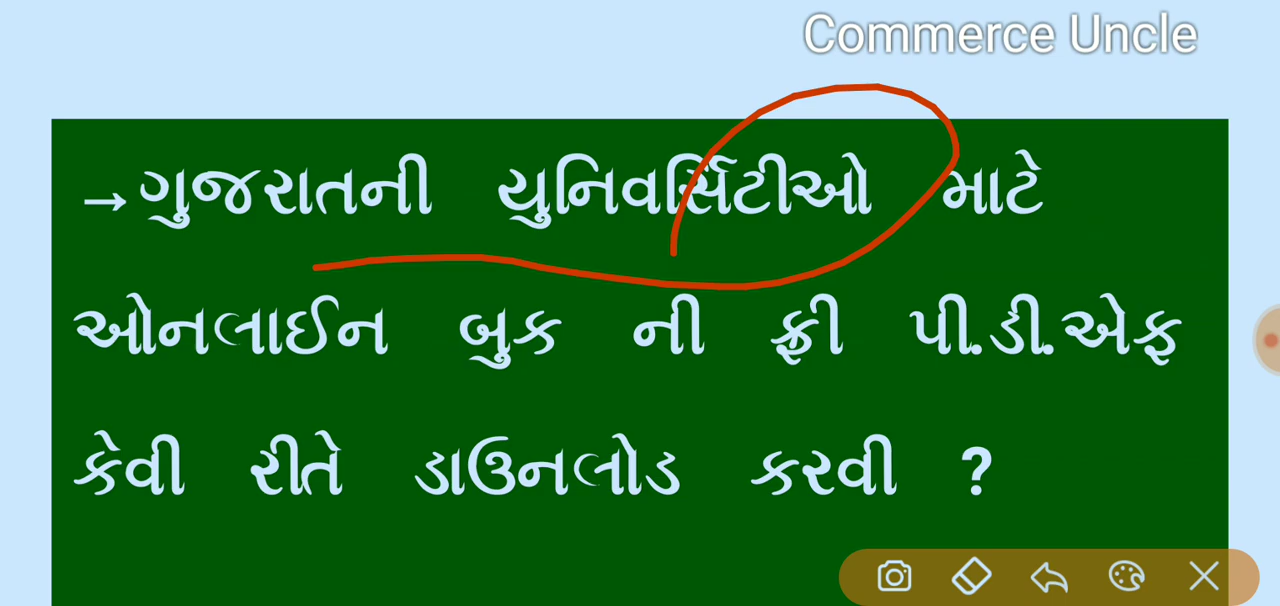 Commerce Uncle
→ ગુજરાતની યુનિવર્સિટીઓ માટે
ઓનલાઈન બુક ની ફ્રી પી.ડી.એફ
કેવી રીતે ડાઉનલોડ કરવી ?